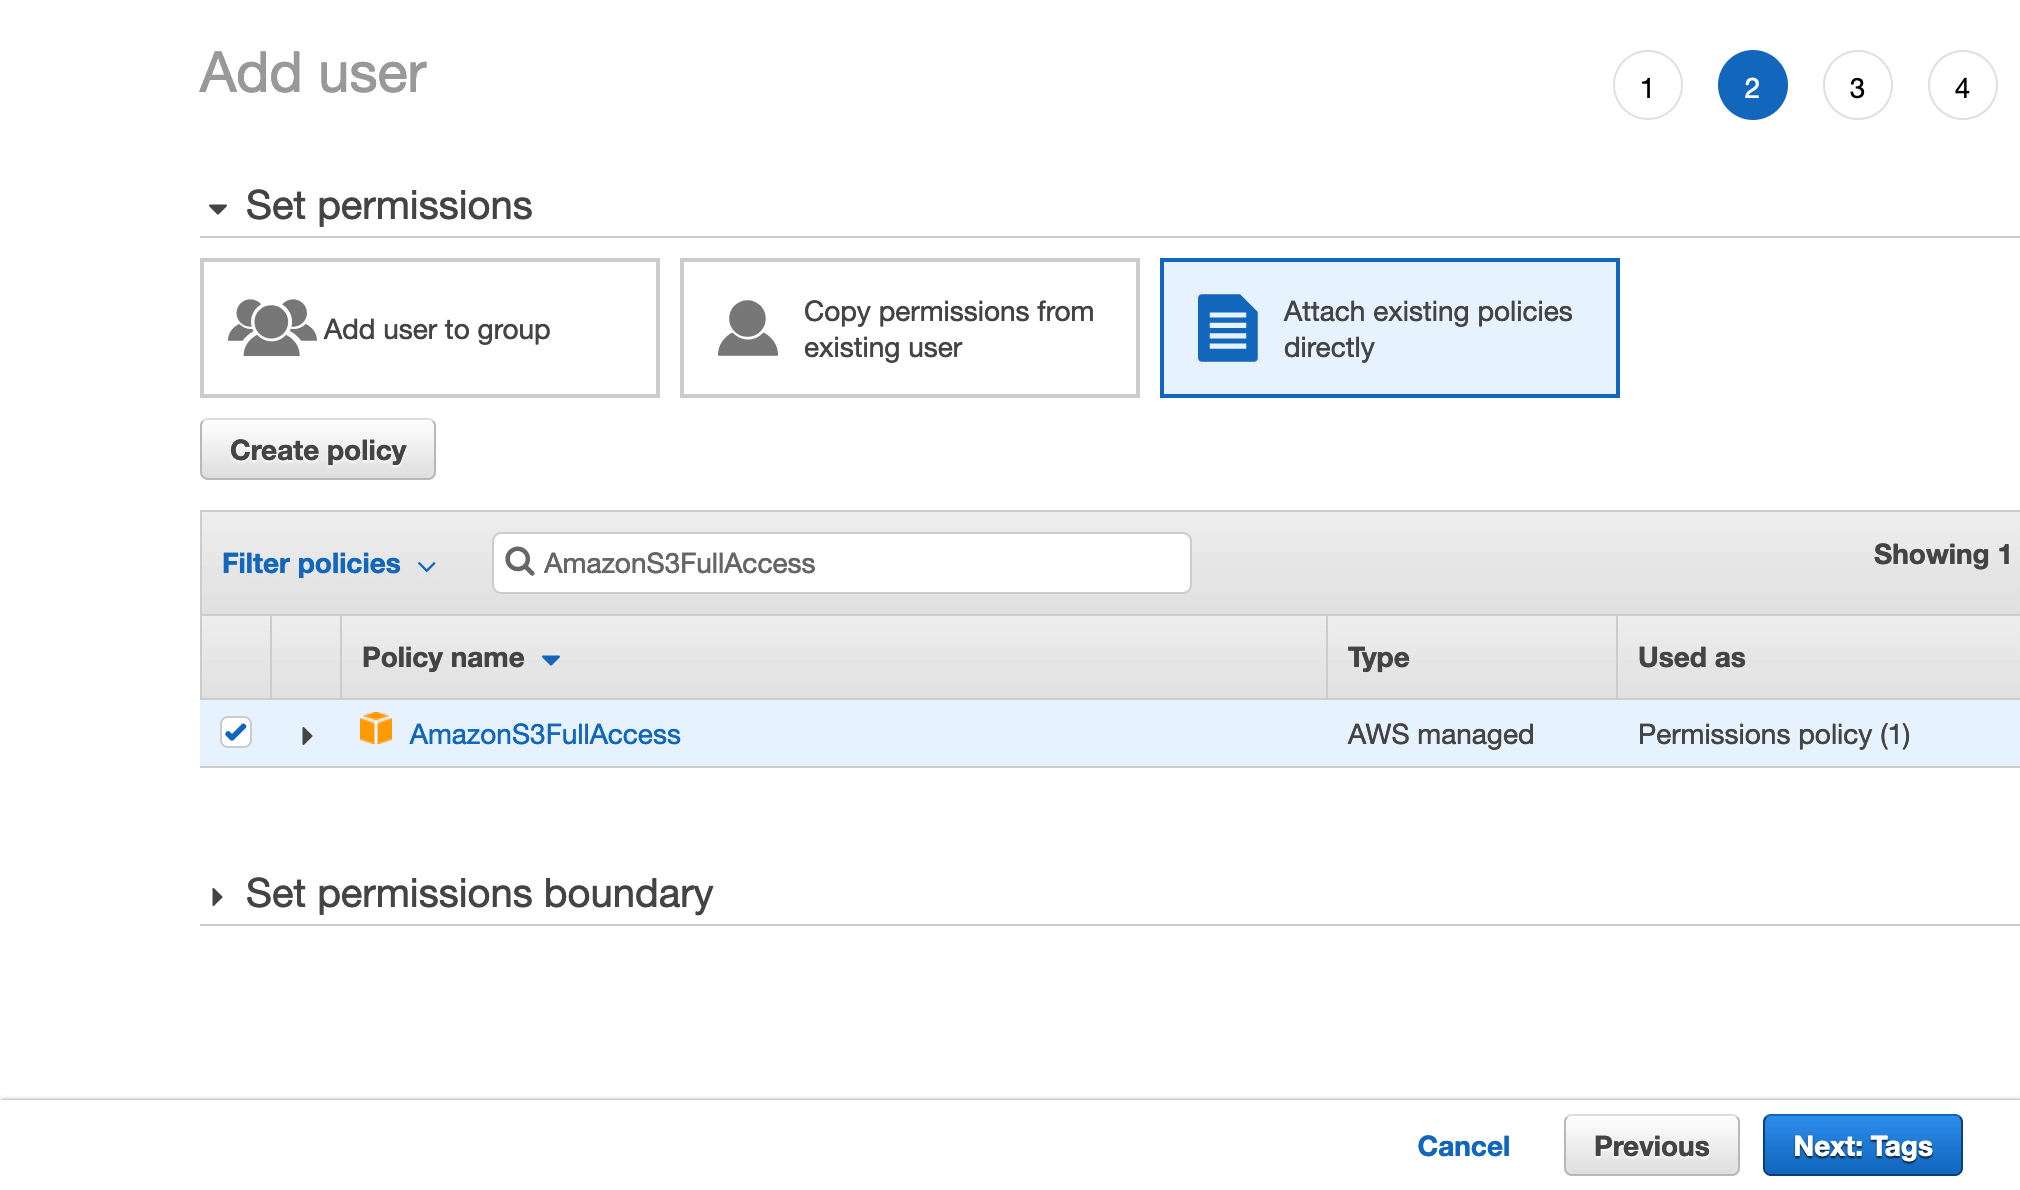 Add user
1 2 3 4
Set permissions
Add user to group
Copy permissions from
existing user
Attach existing policies
directly
Create policy
Filter policies
AmazonS3FullAccess
Showing 1
Policy name
Type
Used as
AmazonS3FullAccess
AWS managed
Permissions policy (1)
Set permissions boundary
Cancel
Previous
Next: Tags